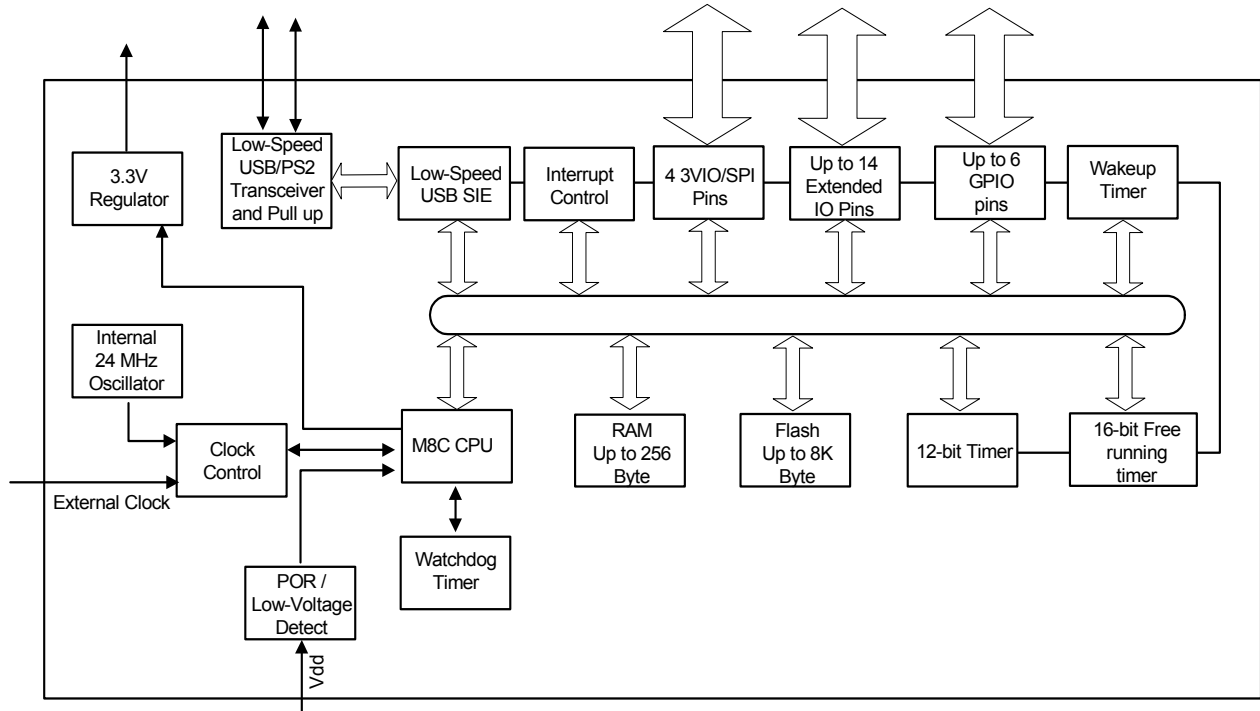 3.3V
Regulator
Low-Speed
USB/PS2
Transceiver
and Pull up
Low-Speed
USB SIE
Interrupt
Control
4 3VIO/SPI
Pins
Up to 14
Extended
IO Pins
Up to 6
GPIO
pins
Wakeup
Timer
Internal
24 MHz
Oscillator
Clock
Control
External Clock
M8C CPU
RAM
Up to 256
Byte
Flash
Up to 8K
Byte
12-bit Timer
16-bit Free
running
timer
Watchdog
Timer
POR /
Low-Voltage
Detect
Vdd